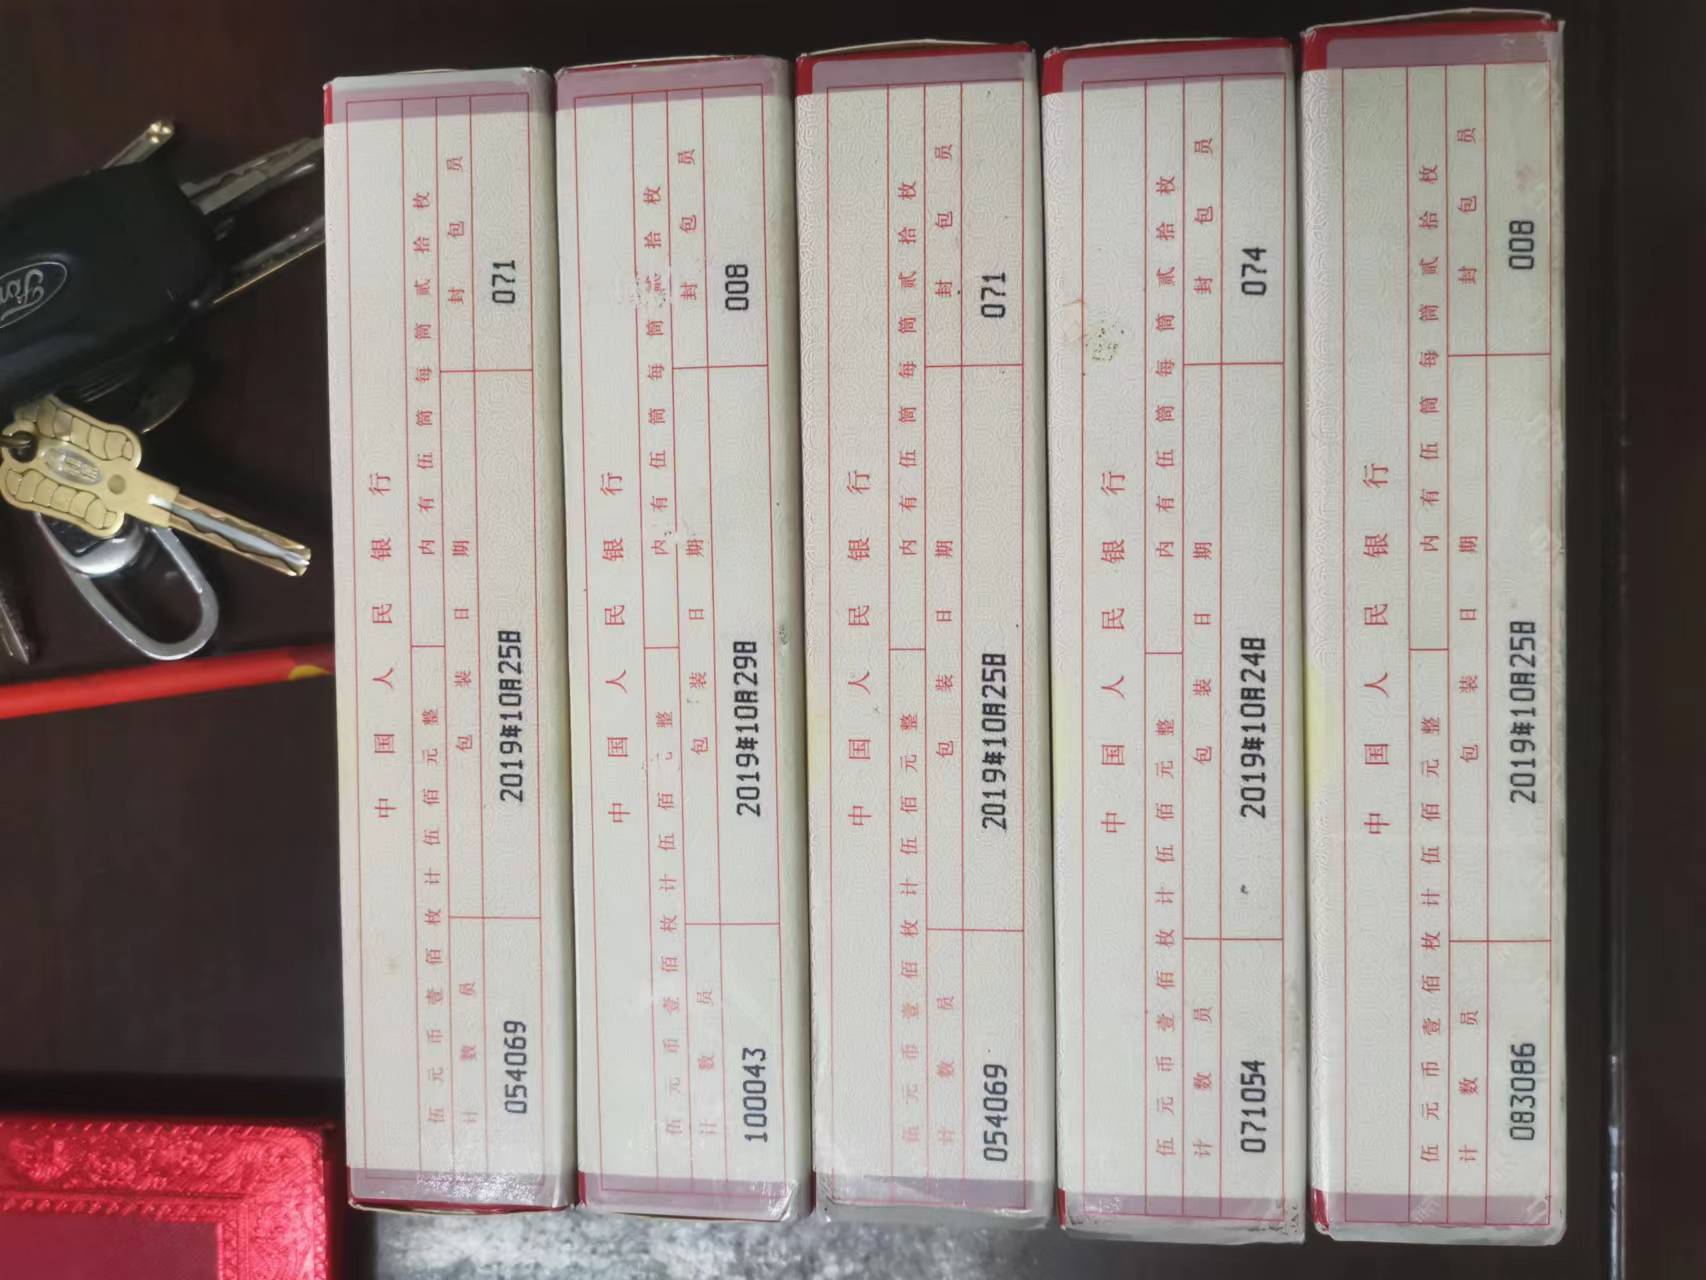 中国人民银行
伍元币壹佰枚计伍佰元整 内有伍筒每筒贰拾枚
计数员 包装日期 封包员
054069 2019年10月25日 071
中国人民银行
伍元币壹佰枚计伍佰元整 内有伍筒每筒贰拾枚
计数员 包装日期 封包员
100043 2019年10月29日 008
中国人民银行
伍元币壹佰枚计伍佰元整 内有伍筒每筒贰拾枚
计数员 包装日期 封包员
054069 2019年10月25日 071
中国人民银行
伍元币壹佰枚计伍佰元整 内有伍筒每筒贰拾枚
计数员 包装日期 封包员
071054 2019年10月24日 074
中国人民银行
伍元币壹佰枚计伍佰元整 内有伍筒每筒贰拾枚
计数员 包装日期 封包员
083086 2019年10月25日 008
Ford